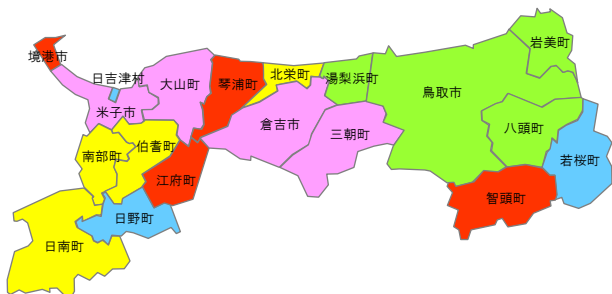 岩美町
境港市
日吉津村
大山町
琴浦町
北栄町
湯梨浜町
鳥取市
米子市
倉吉市
三朝町
八頭町
南部町
伯耆町
若桜町
江府町
智頭町
日野町
日南町